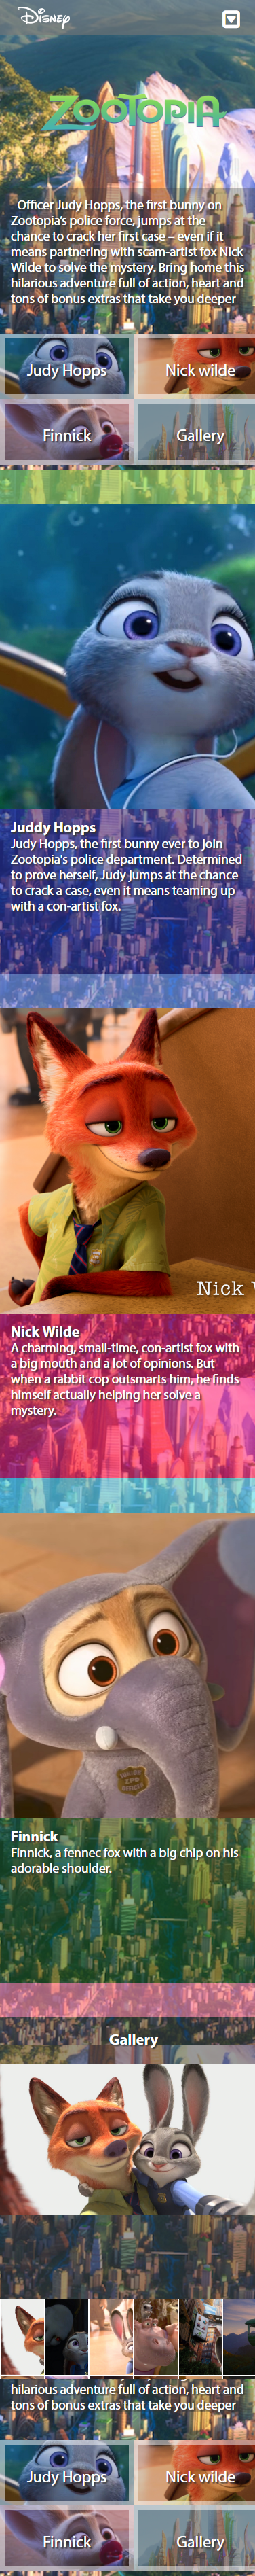 Disney
ZOOTOPIA
Officer Judy Hopps, the first bunny on
Zootopia's police force, jumps at the
chance to crack her first case – even if it
means partnering with scam-artist fox Nick
Wilde to solve the mystery. Bring home this
hilarious adventure full of action, heart and
tons of bonus extras that take you deeper
Judy Hopps
Nick wilde
Finnick
Gallery
Juddy Hopps
Judy Hopps, the first bunny ever to join
Zootopia's police department. Determined
to prove herself, Judy jumps at the chance
to crack a case, even it means teaming up
with a con-artist fox.
Nick
Nick Wilde
A charming, small-time, con-artist fox with
a big mouth and a lot of opinions. But
when a rabbit cop outsmarts him, he finds
himself actually helping her solve a
mystery.
ZPD
Finnick
Finnick, a fennec fox with a big chip on his
adorable shoulder.
Gallery
hilarious adventure full of action, heart and
tons of bonus extras that take you deeper
Judy Hopps
Nick wilde
Finnick
Gallery